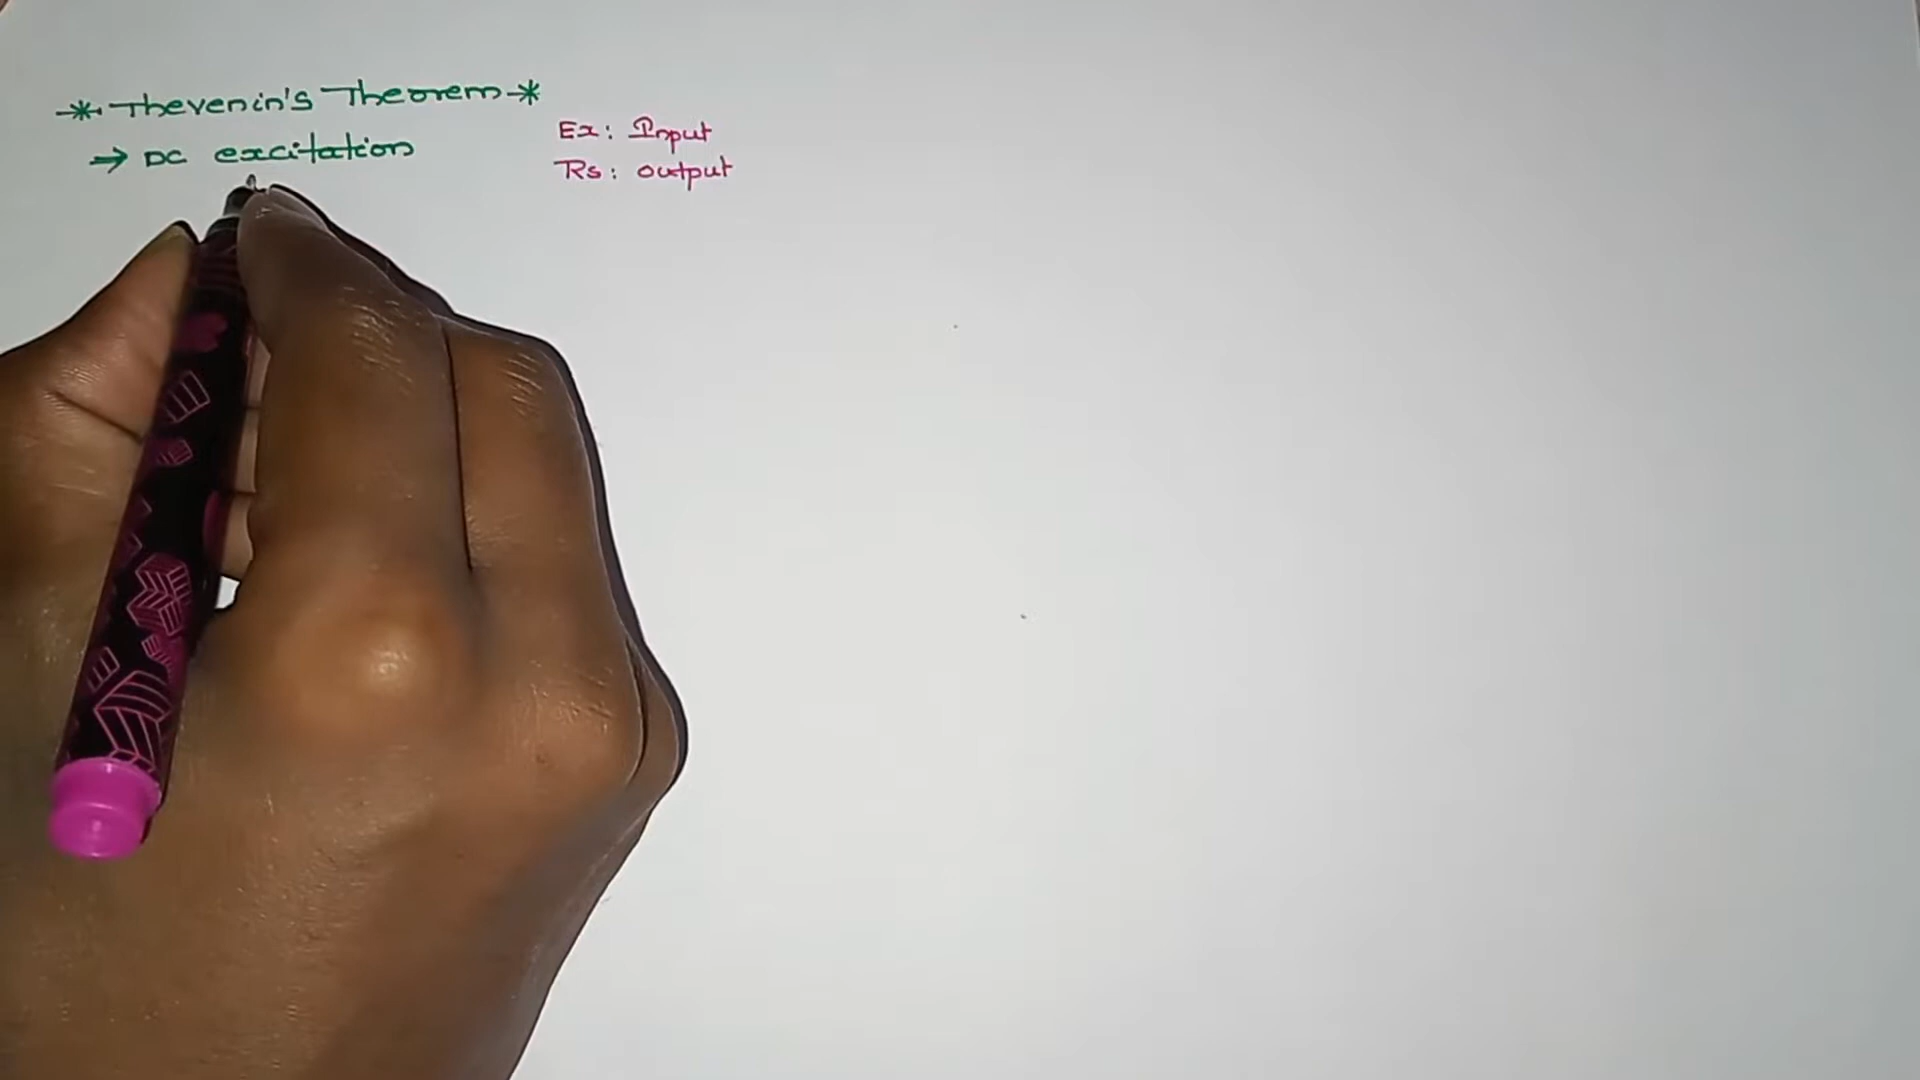 * Thevenin's Theorem *
→ DC excitation
Ex: Input
Rs: output